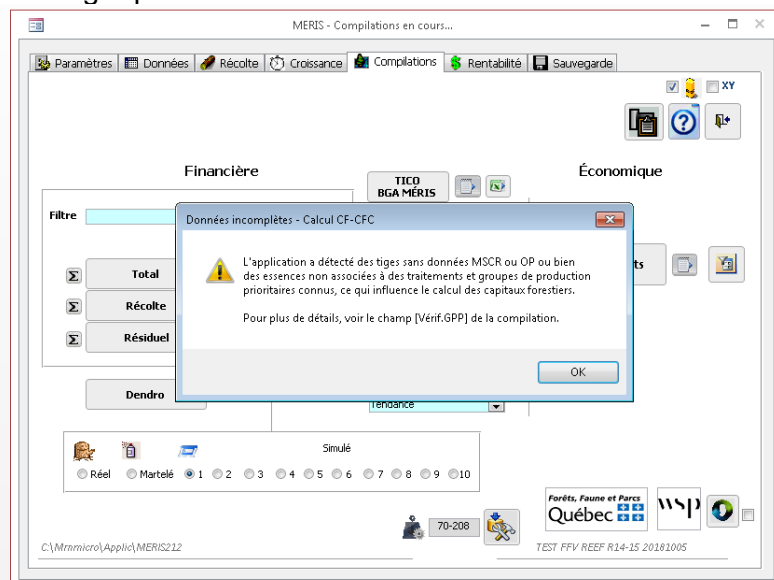 MERIS - Compilations en cours...
Paramètres Données Récolte Croissance Compilations Rentabilité Sauvegarde
XY
Financière
Économique
TICO
BGA MÉRIS
Filtre
Données incomplètes - Calcul CF-CFC
L'application a détecté des tiges sans données MSCR ou OP ou bien
des essences non associées à des traitements et groupes de production
prioritaires connus, ce qui influence le calcul des capitaux forestiers.
Pour plus de détails, voir le champ [Vérif.GPP] de la compilation.
OK
Σ Total
ts
Σ Récolte
Σ Résiduel
Dendro
Tendance
Simulé
Réel Martelé 1 2 3 4 5 6 7 8 9 10
70-208
Forêts, Faune et Parcs
Québec
wsp
C:\Mrnmicro\Applic\MERIS212
TEST FFV REEF R14-15 20181005